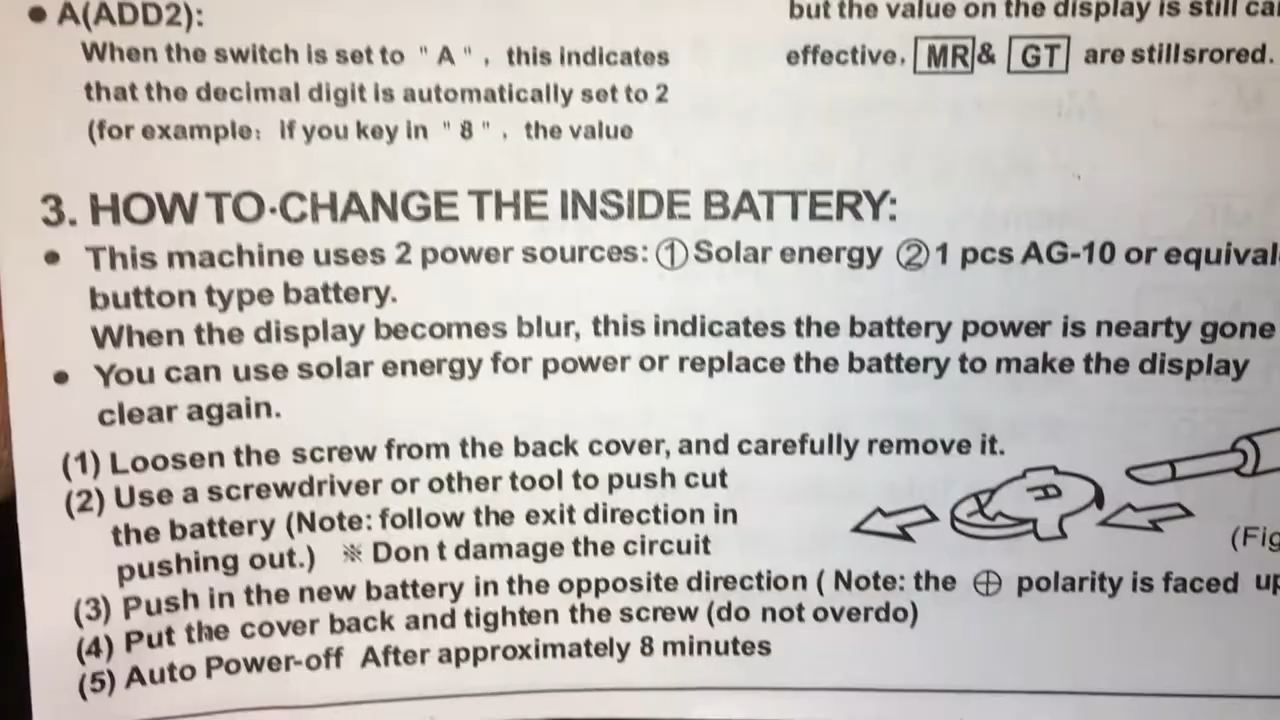 ● A(ADD2):
When the switch is set to " A " , this indicates
that the decimal digit is automatically set to 2
(for example: If you key in " 8 " , the value
but the value on the display is still
effective. MR & GT are stillsrored.
3. HOW TO·CHANGE THE INSIDE BATTERY:
● This machine uses 2 power sources: ① Solar energy ② 1 pcs AG-10 or
button type battery.
When the display becomes blur, this indicates the battery power is nearty gone
● You can use solar energy for power or replace the battery to make the display
clear again.
(1) Loosen the screw from the back cover, and carefully remove it.
(2) Use a screwdriver or other tool to push cut
the battery (Note: follow the exit direction in
pushing out.) ※ Don t damage the circuit
(3) Push in the new battery in the opposite direction ( Note: the ⊕ polarity is faced
(4) Put the cover back and tighten the screw (do not overdo)
(5) Auto Power-off After approximately 8 minutes